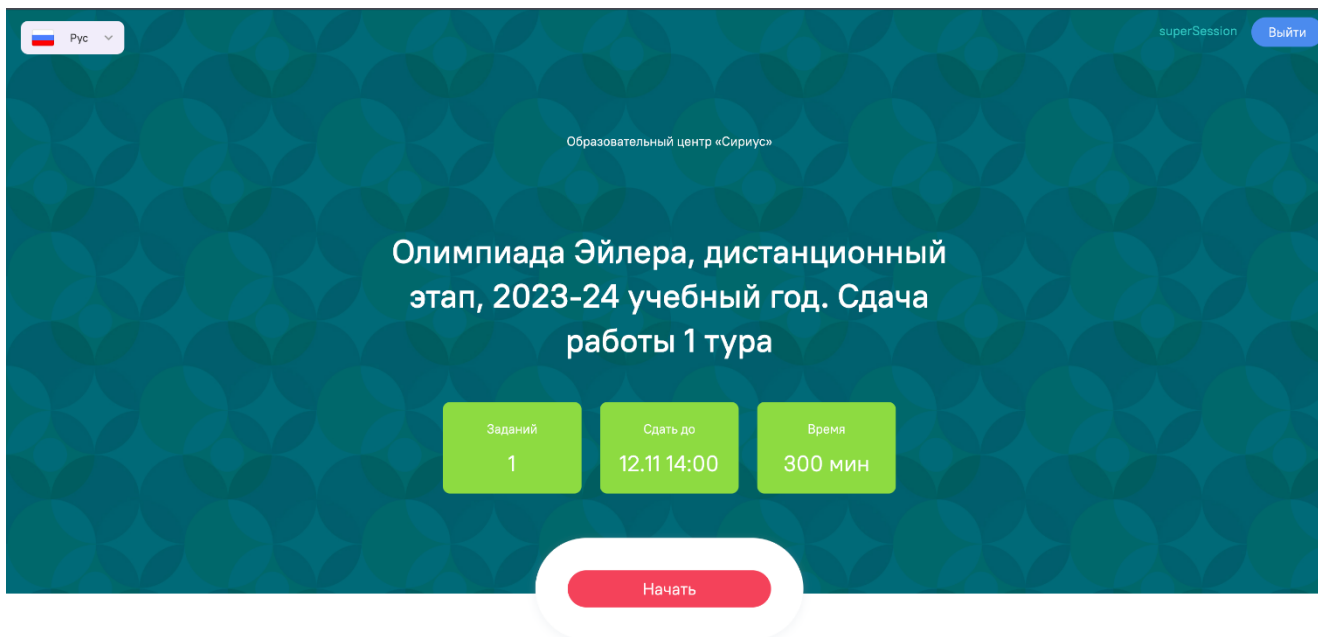 Рус
superSession
Выйти
Образовательный центр «Сириус»
Олимпиада Эйлера, дистанционный
этап, 2023-24 учебный год. Сдача
работы 1 тура
Заданий
1
Сдать до
12.11 14:00
Время
300 мин
Начать